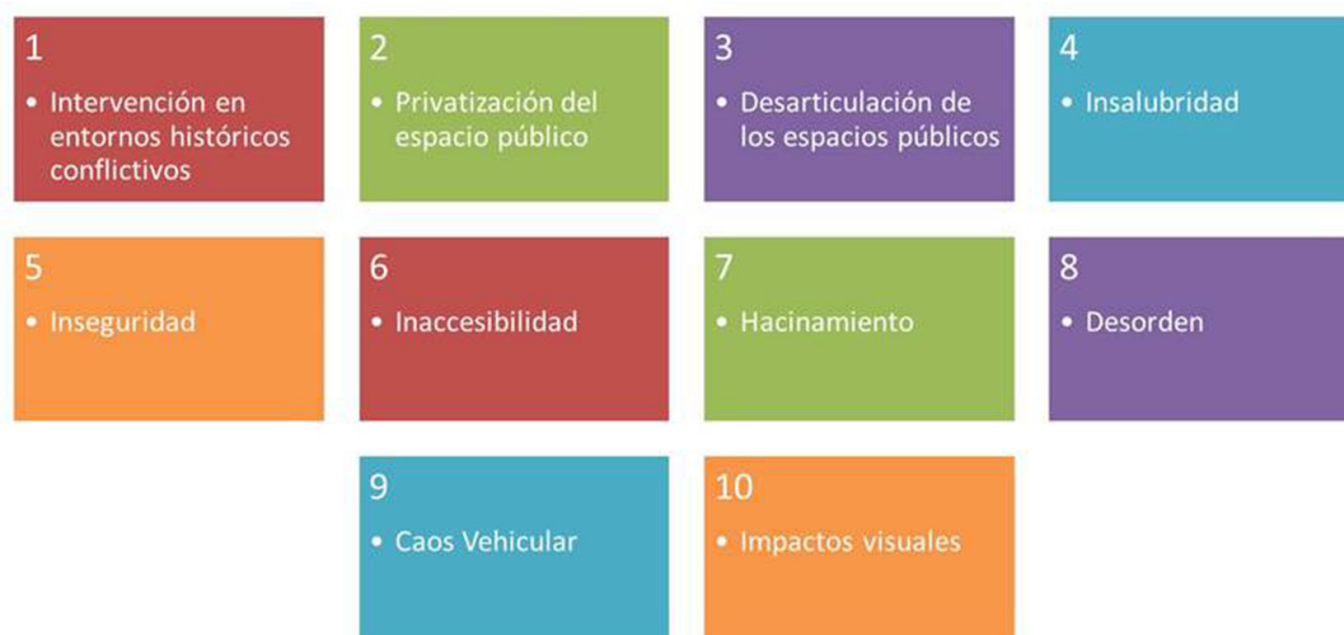 1
• Intervención en
entornos históricos
conflictivos
2
• Privatización del
espacio público
3
• Desarticulación de
los espacios públicos
4
• Insalubridad
5
• Inseguridad
6
• Inaccesibilidad
7
• Hacinamiento
8
• Desorden
9
• Caos Vehicular
10
• Impactos visuales